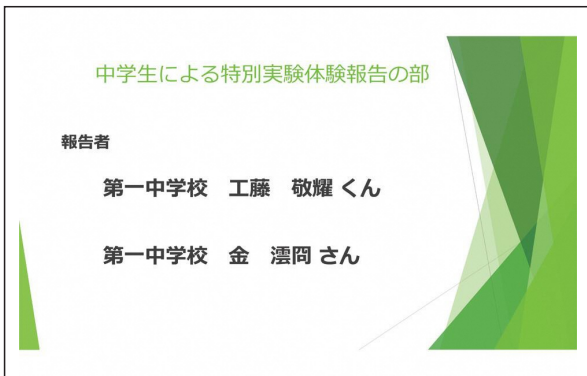 中学生による特別実験体験報告の部
報告者
第一中学校 工藤 敬耀 くん
第一中学校 金 澐冏 さん